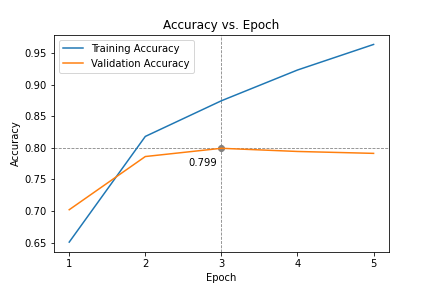 Accuracy vs. Epoch
Training Accuracy
Validation Accuracy
0.95
0.90
0.85
0.80
0.75
0.70
0.65
Accuracy
0.799
1 2 3 4 5
Epoch